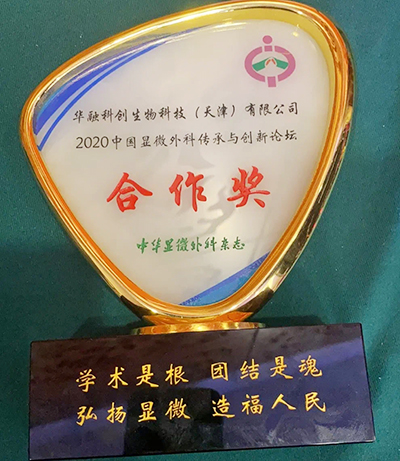 华融科创生物科技（天津）有限公司
2020中国显微外科传承与创新论坛
合作奖
中华显微外科杂志
学术是根 团结是魂
弘扬显微 造福人民